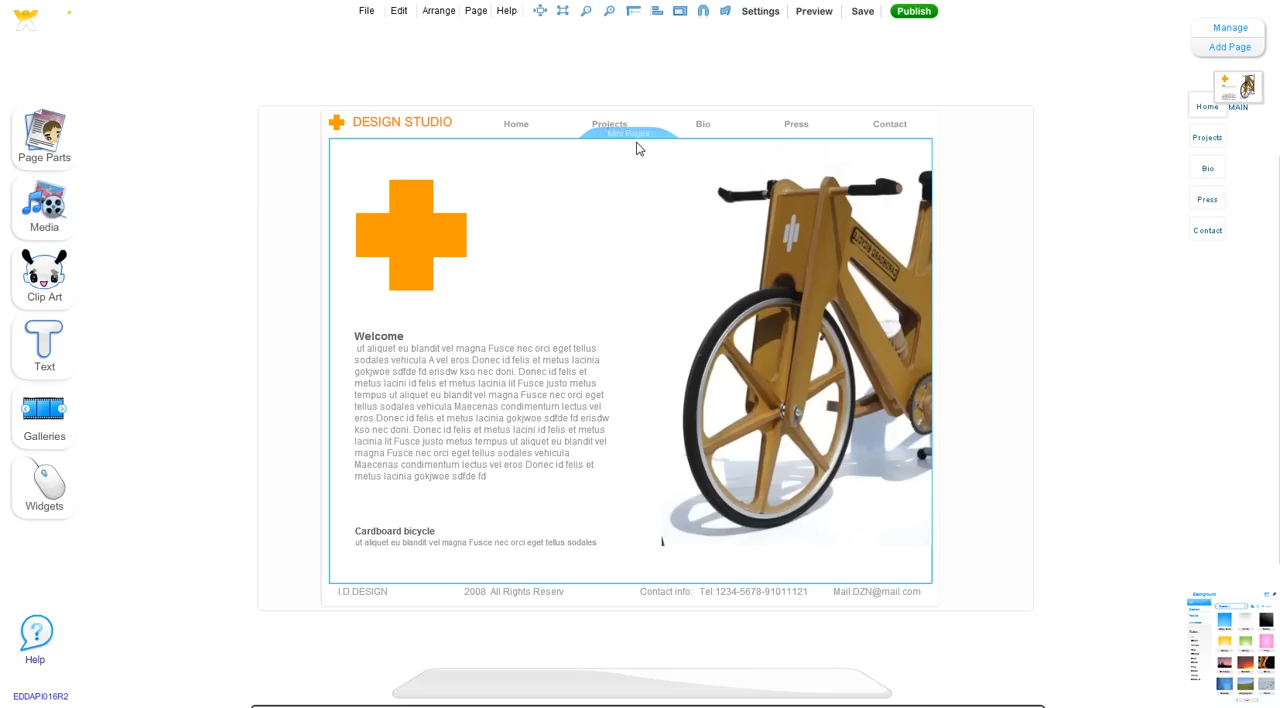 File Edit Arrange Page Help Settings Preview Save Publish
Manage
Add Page
Home MAIN
Projects
Bio
Press
Contact
Page Parts
Media
Clip Art
Text
Galleries
Widgets
Help
EDDAPI016R2
DESIGN STUDIO Home Projects Bio Press Contact
Mini Pages
Welcome
ut aliquet eu blandit vel magna Fusce nec orci eget tellus
sodales vehicula A vel eros Donec id felis et metus lacinia
gokjwoe sdfde fd erisdw kso nec doni. Donec id felis et
metus lacini id felis et metus lacinia lit Fusce justo metus
tempus ut aliquet eu blandit vel magna Fusce nec orci eget
tellus sodales vehicula Maecenas condimentum lectus vel
eros Donec id felis et metus lacinia gokjwoe sdfde fd erisdw
kso nec doni. Donec id felis et metus lacini id felis et metus
lacinia lit Fusce justo metus tempus ut aliquet eu blandit vel
magna Fusce nec orci eget tellus sodales vehicula
Maecenas condimentum lectus vel eros Donec id felis et
metus lacinia gokjwoe sdfde fd
Cardboard bicycle
ut aliquet eu blandit vel magna Fusce nec orci eget tellus sodales
I.D.DESIGN 2008 All Rights Reserv Contact info: Tel:1234-5678-91011121 Mail:DZN@mail.com
Background